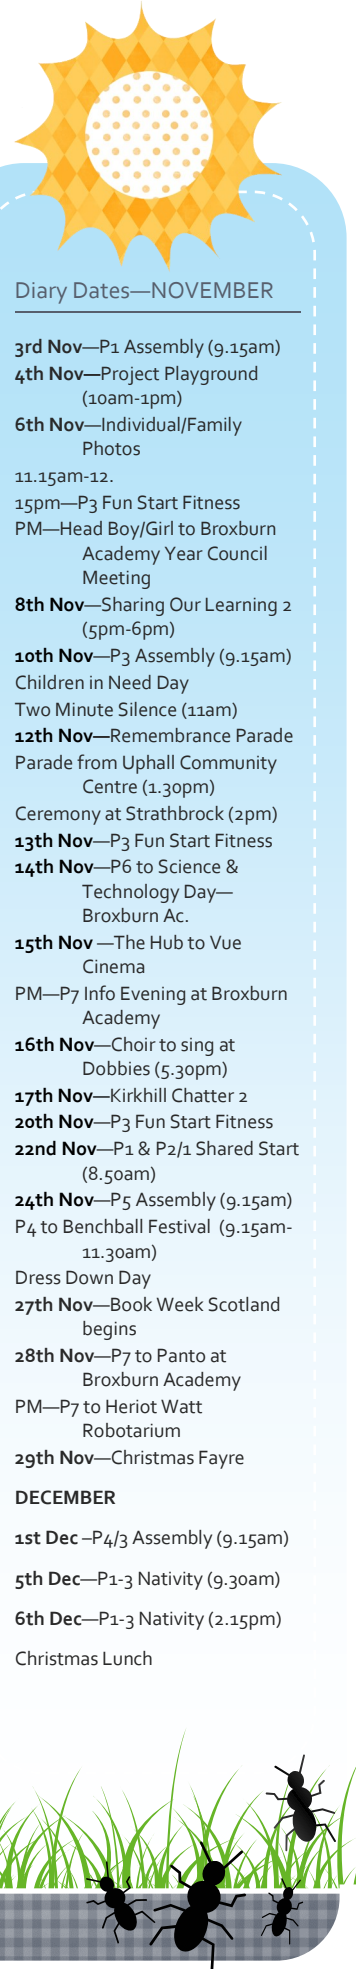 Diary Dates—NOVEMBER
3rd Nov—P1 Assembly (9.15am)
4th Nov—Project Playground
(10am-1pm)
6th Nov—Individual/Family
Photos
11.15am-12.
15pm—P3 Fun Start Fitness
PM—Head Boy/Girl to Broxburn
Academy Year Council
Meeting
8th Nov—Sharing Our Learning 2
(5pm-6pm)
10th Nov—P3 Assembly (9.15am)
Children in Need Day
Two Minute Silence (11am)
12th Nov—Remembrance Parade
Parade from Uphall Community
Centre (1.30pm)
Ceremony at Strathbrock (2pm)
13th Nov—P3 Fun Start Fitness
14th Nov—P6 to Science &
Technology Day—
Broxburn Ac.
15th Nov —The Hub to Vue
Cinema
PM—P7 Info Evening at Broxburn
Academy
16th Nov—Choir to sing at
Dobbies (5.30pm)
17th Nov—Kirkhill Chatter 2
20th Nov—P3 Fun Start Fitness
22nd Nov—P1 & P2/1 Shared Start
(8.50am)
24th Nov—P5 Assembly (9.15am)
P4 to Benchball Festival (9.15am-
11.30am)
Dress Down Day
27th Nov—Book Week Scotland
begins
28th Nov—P7 to Panto at
Broxburn Academy
PM—P7 to Heriot Watt
Robotarium
29th Nov—Christmas Fayre
DECEMBER
1st Dec –P4/3 Assembly (9.15am)
5th Dec—P1-3 Nativity (9.30am)
6th Dec—P1-3 Nativity (2.15pm)
Christmas Lunch